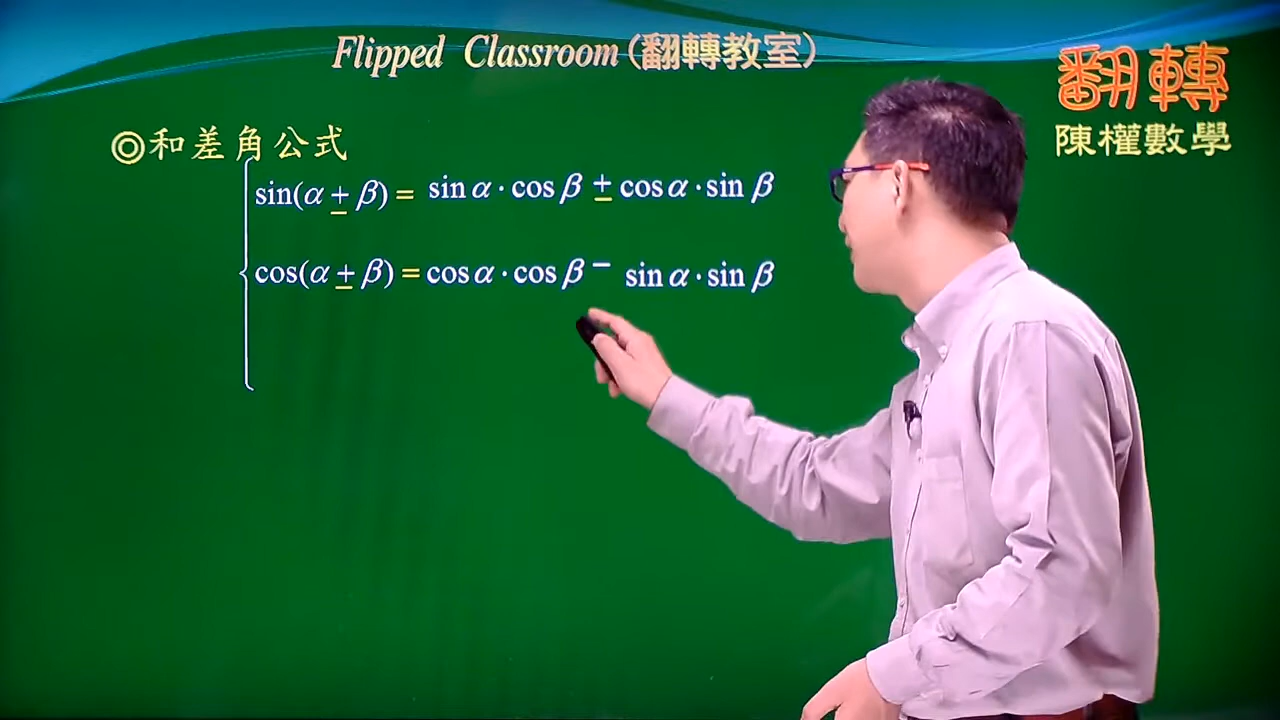 Flipped Classroom(翻轉教室)
翻轉
陳權數學
◎和差角公式
sin(α ± β) = sin α · cos β ± cos α · sin β
cos(α ± β) = cos α · cos β − sin α · sin β